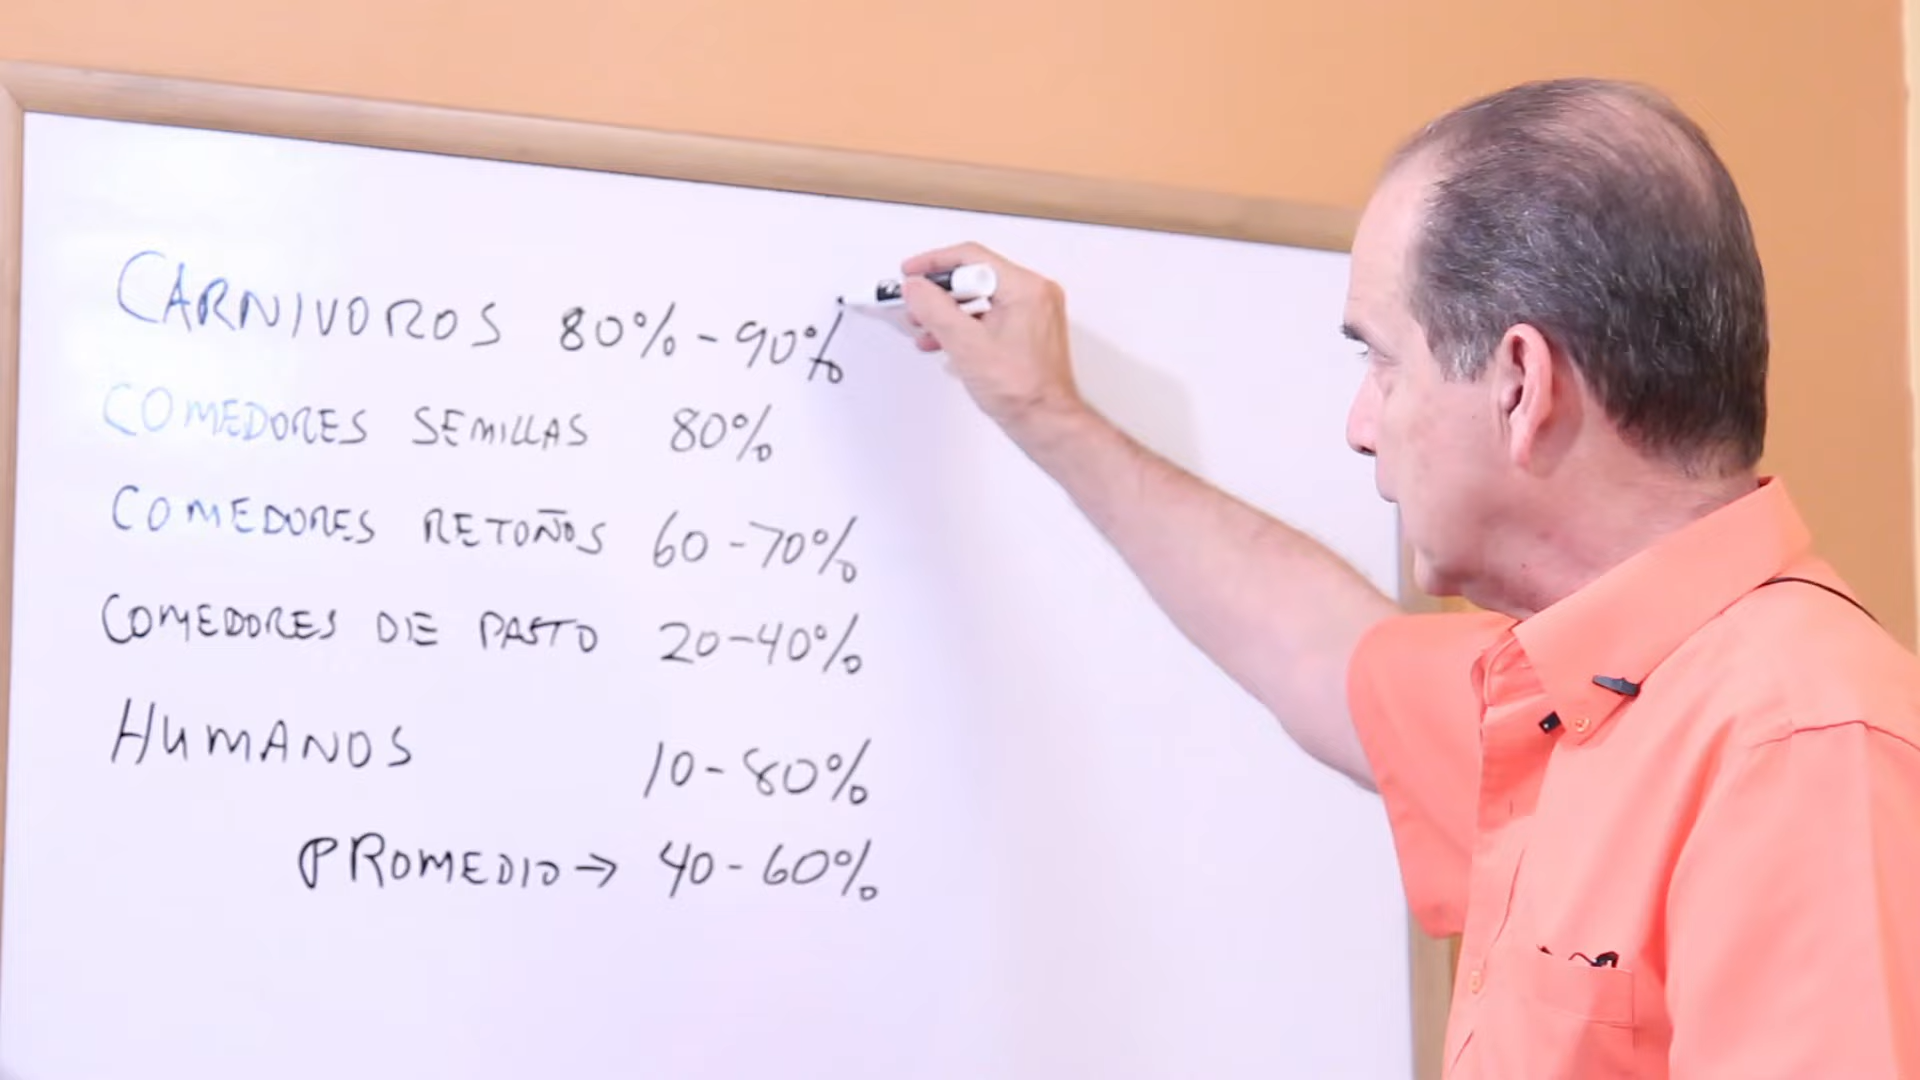 CARNIVOROS 80%-90%
COMEDORES SEMILLAS 80%
COMEDORES RETOÑOS 60-70%
COMEDORES DE PASTO 20-40%
HUMANOS 10-80%
PROMEDIO→ 40-60%